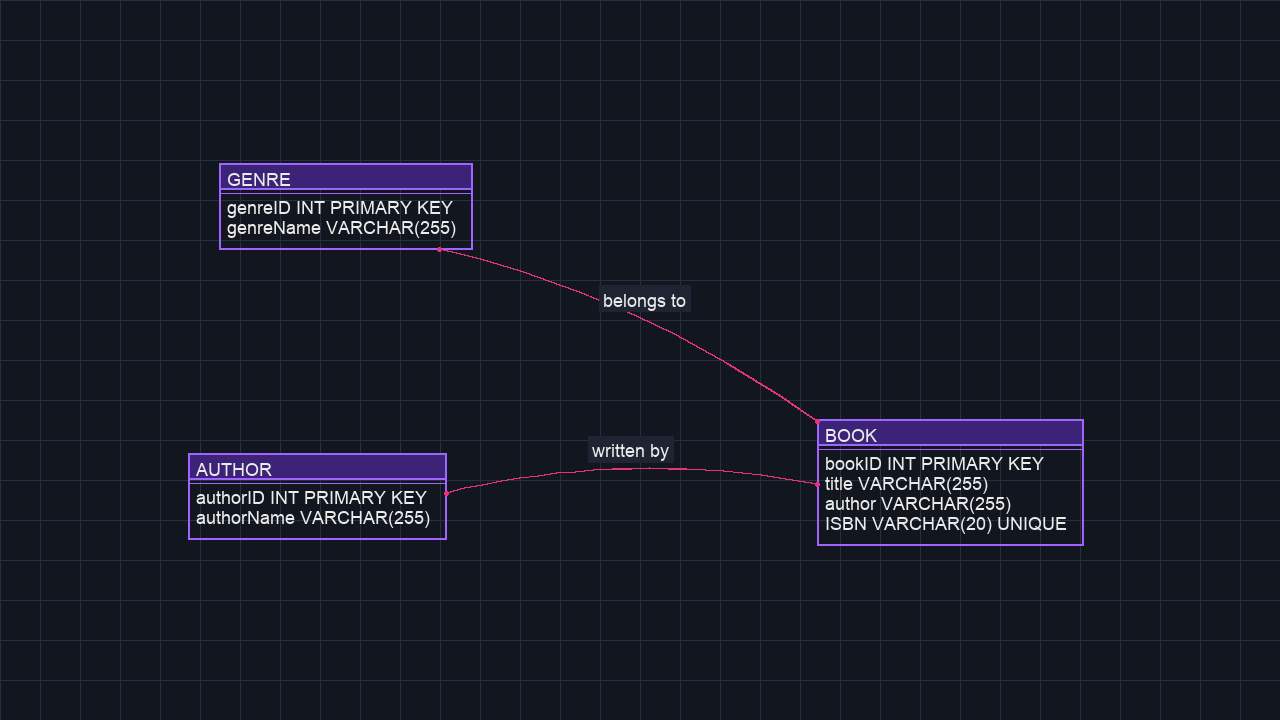 GENRE
genreID INT PRIMARY KEY
genreName VARCHAR(255)
belongs to
BOOK
bookID INT PRIMARY KEY
title VARCHAR(255)
author VARCHAR(255)
ISBN VARCHAR(20) UNIQUE
written by
AUTHOR
authorID INT PRIMARY KEY
authorName VARCHAR(255)